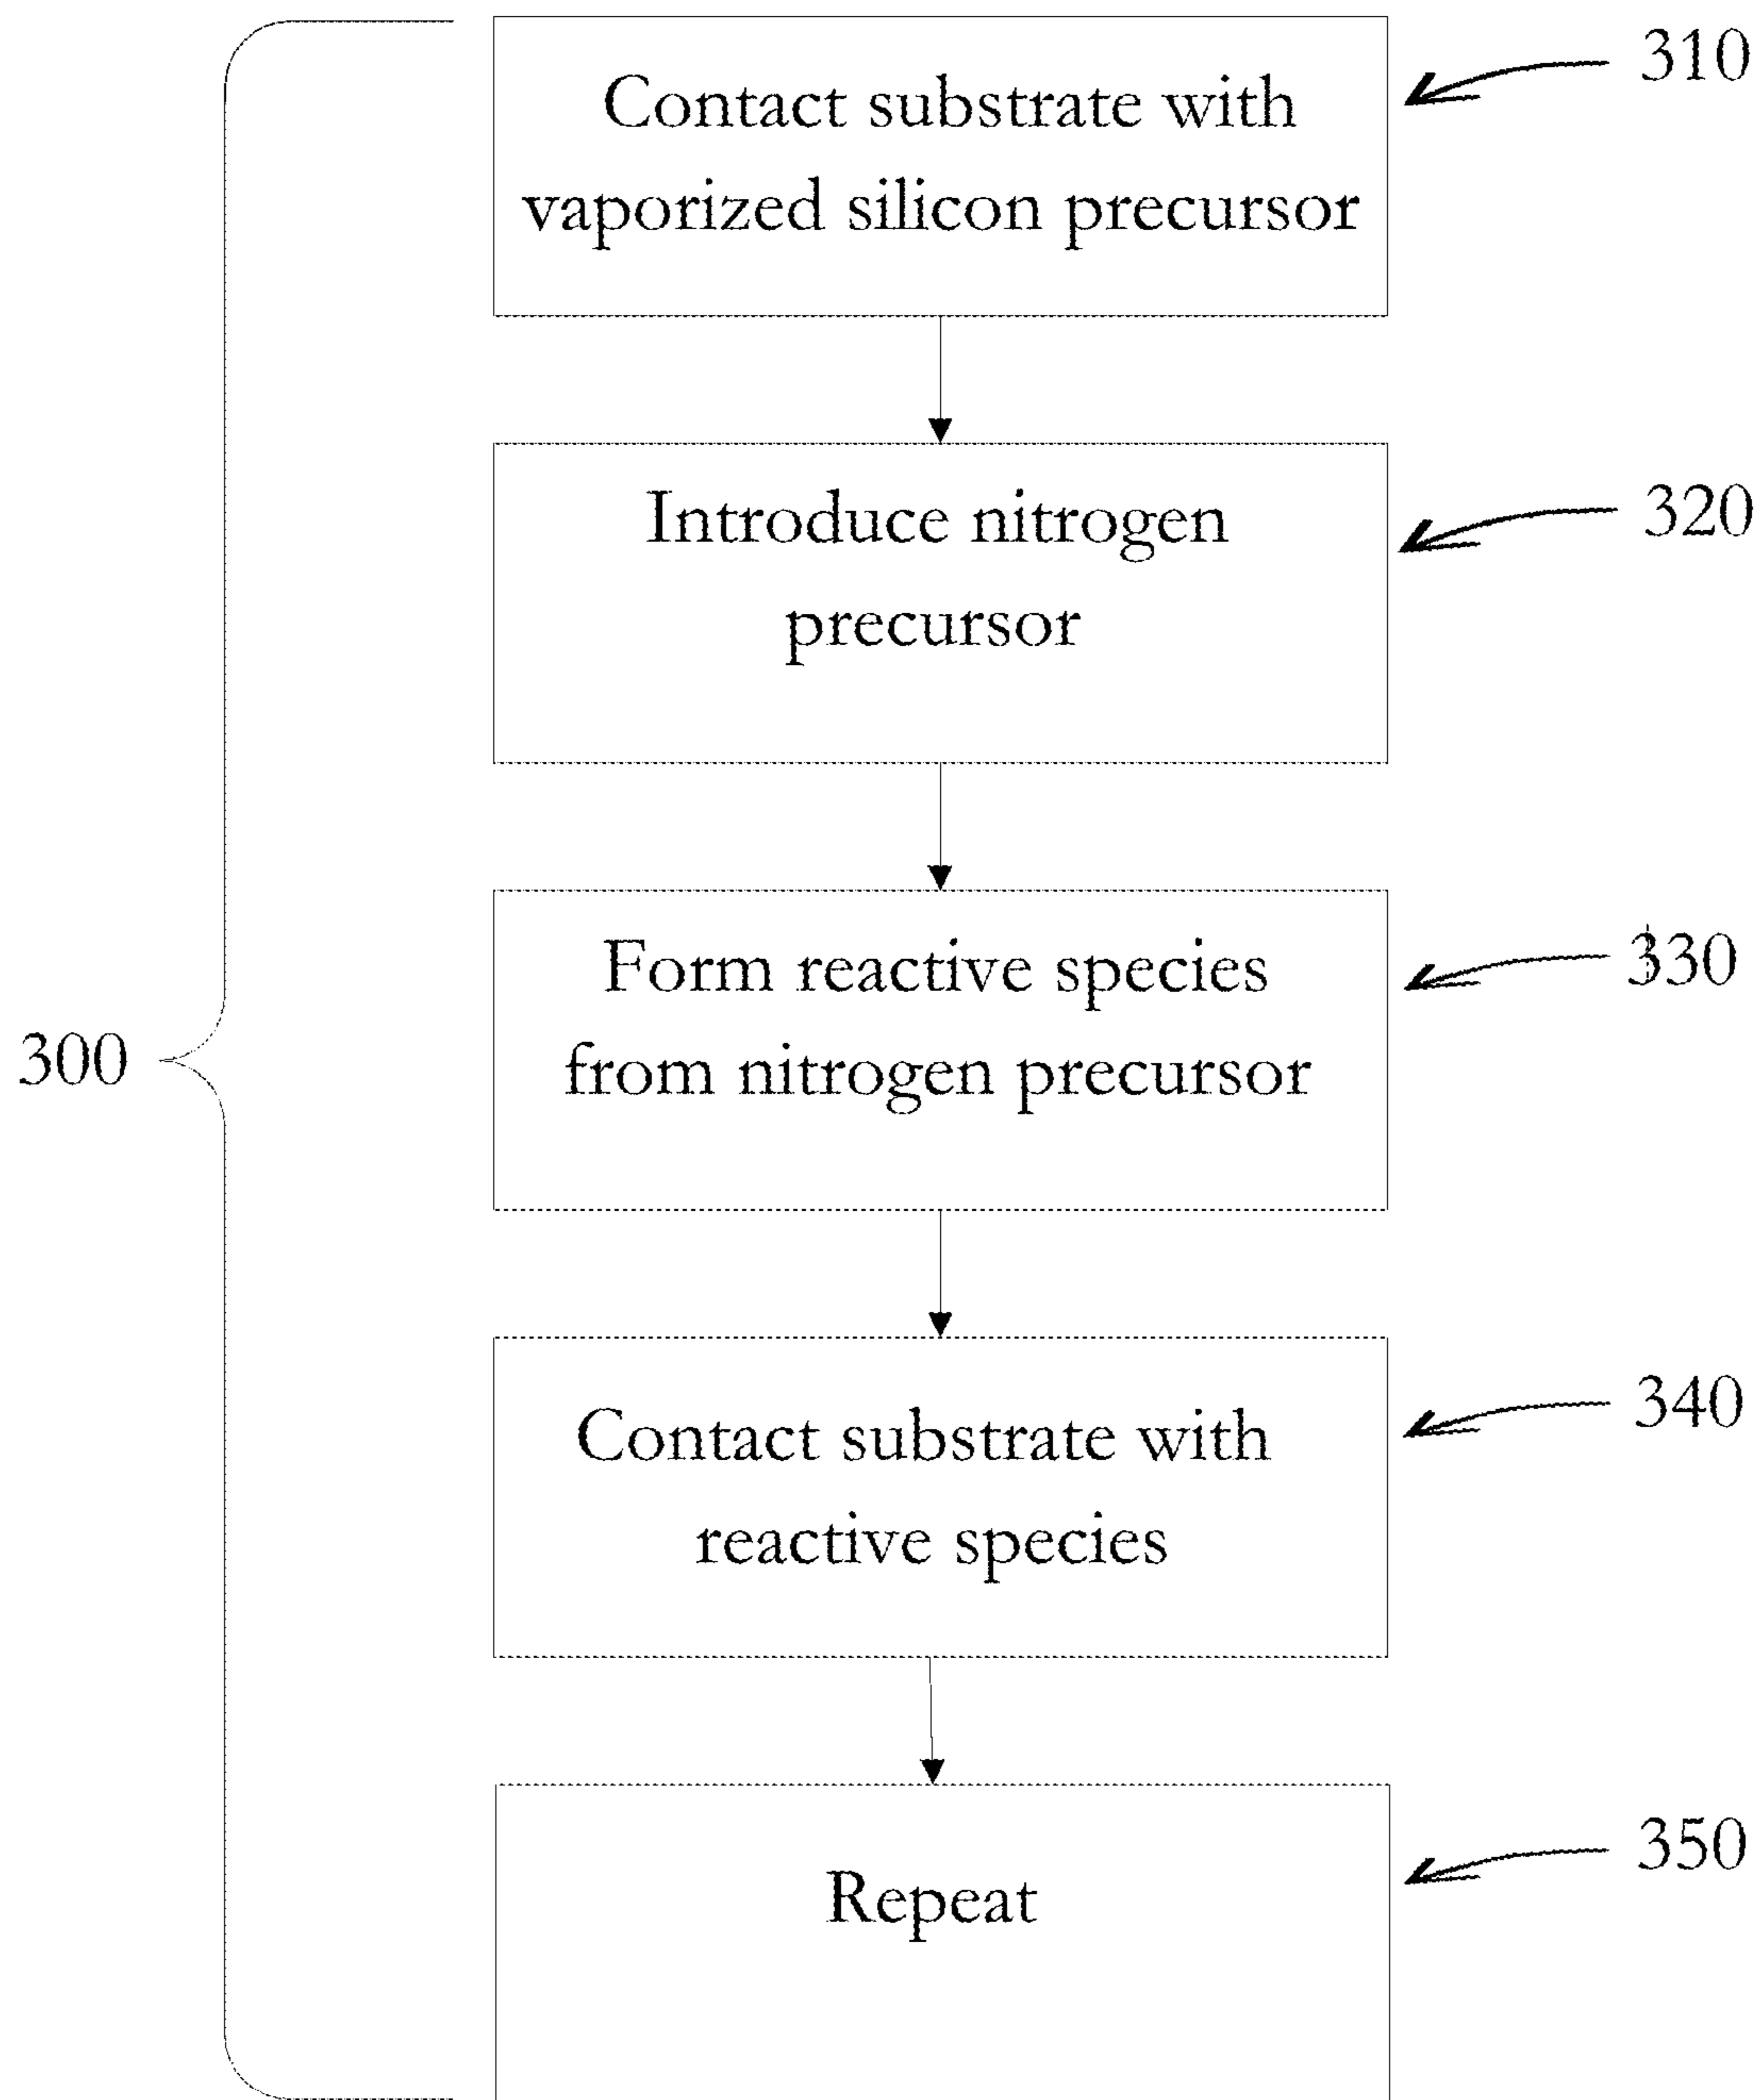 Contact substrate with
vaporized silicon precursor
310
Introduce nitrogen
precursor
320
Form reactive species
from nitrogen precursor
330
300
Contact substrate with
reactive species
340
Repeat
350